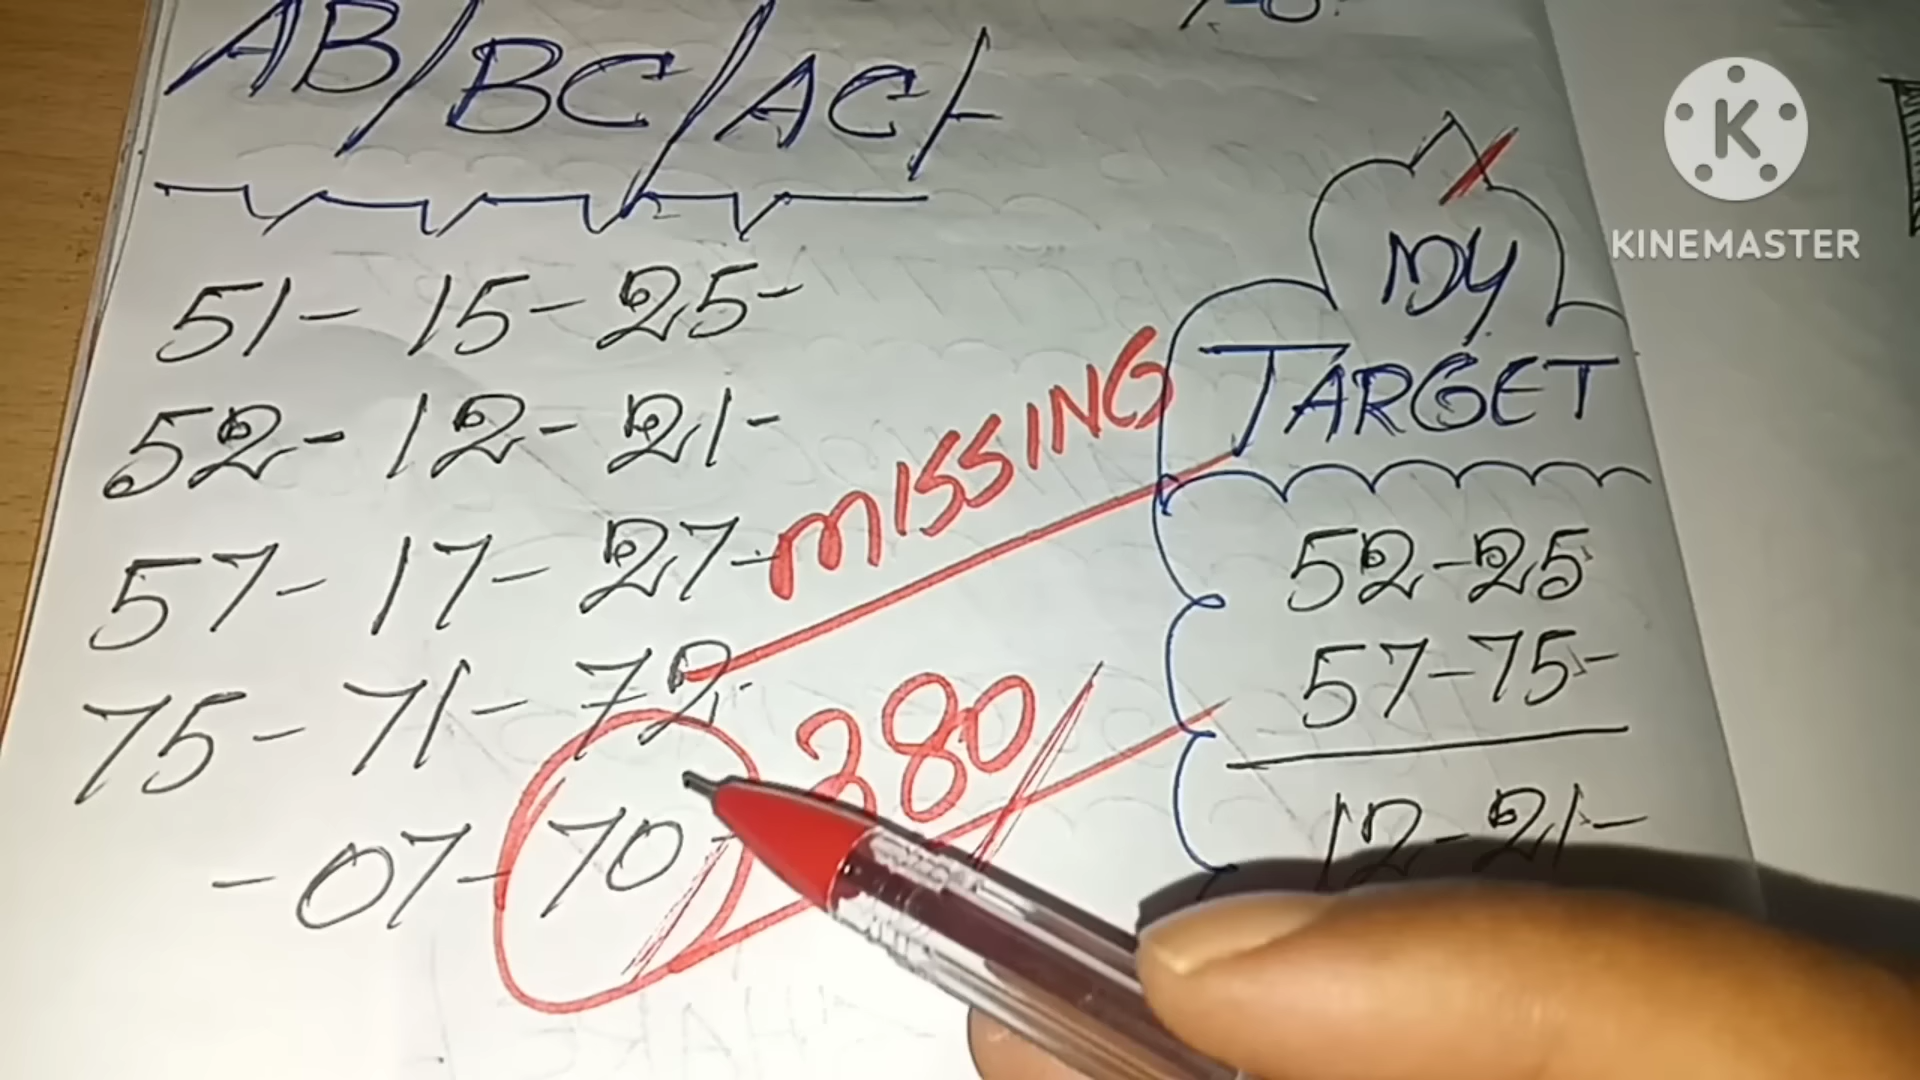 AB/BC/AC/-
51- 15- 25-
52- 12- 21-
57- 17- 27-
75- 71- 72-
-07- 70
MISSING
380
MY
TARGET
52-25
57-75-
12-21-
K
KINEMASTER